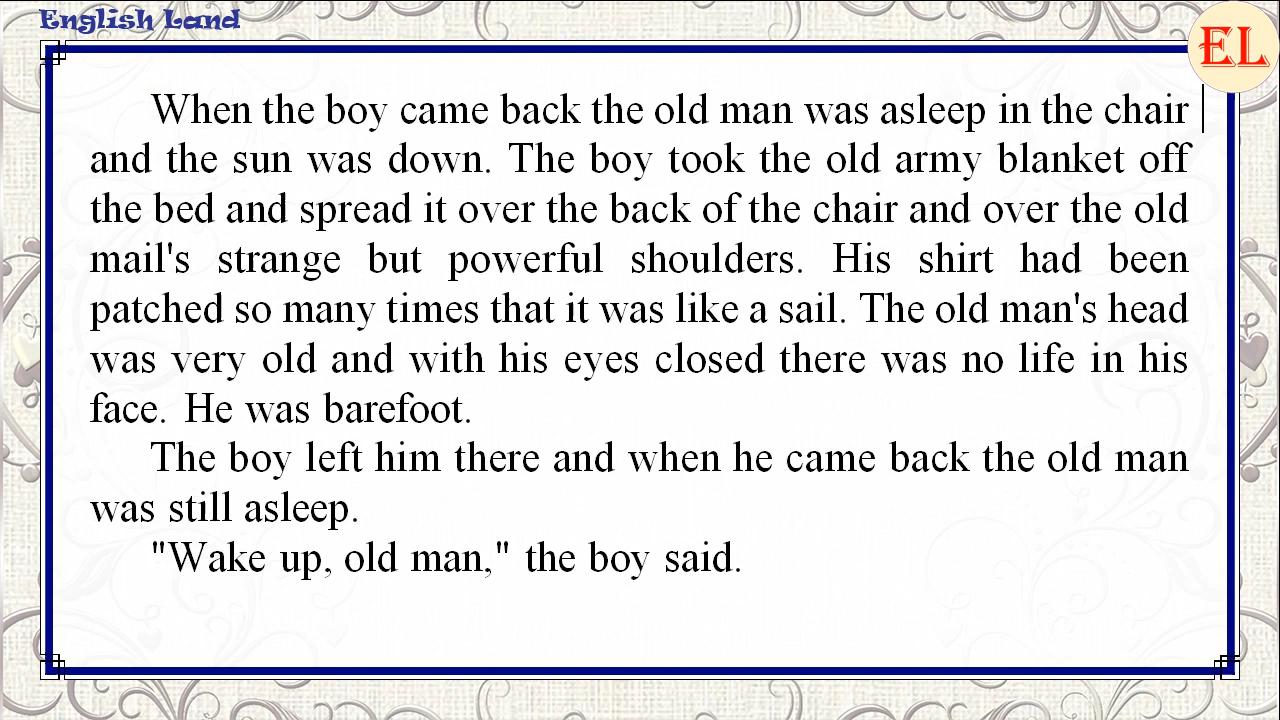 English Land
EL
When the boy came back the old man was asleep in the chair
and the sun was down. The boy took the old army blanket off
the bed and spread it over the back of the chair and over the old
mail's strange but powerful shoulders. His shirt had been
patched so many times that it was like a sail. The old man's head
was very old and with his eyes closed there was no life in his
face. He was barefoot.
The boy left him there and when he came back the old man
was still asleep.
"Wake up, old man," the boy said.